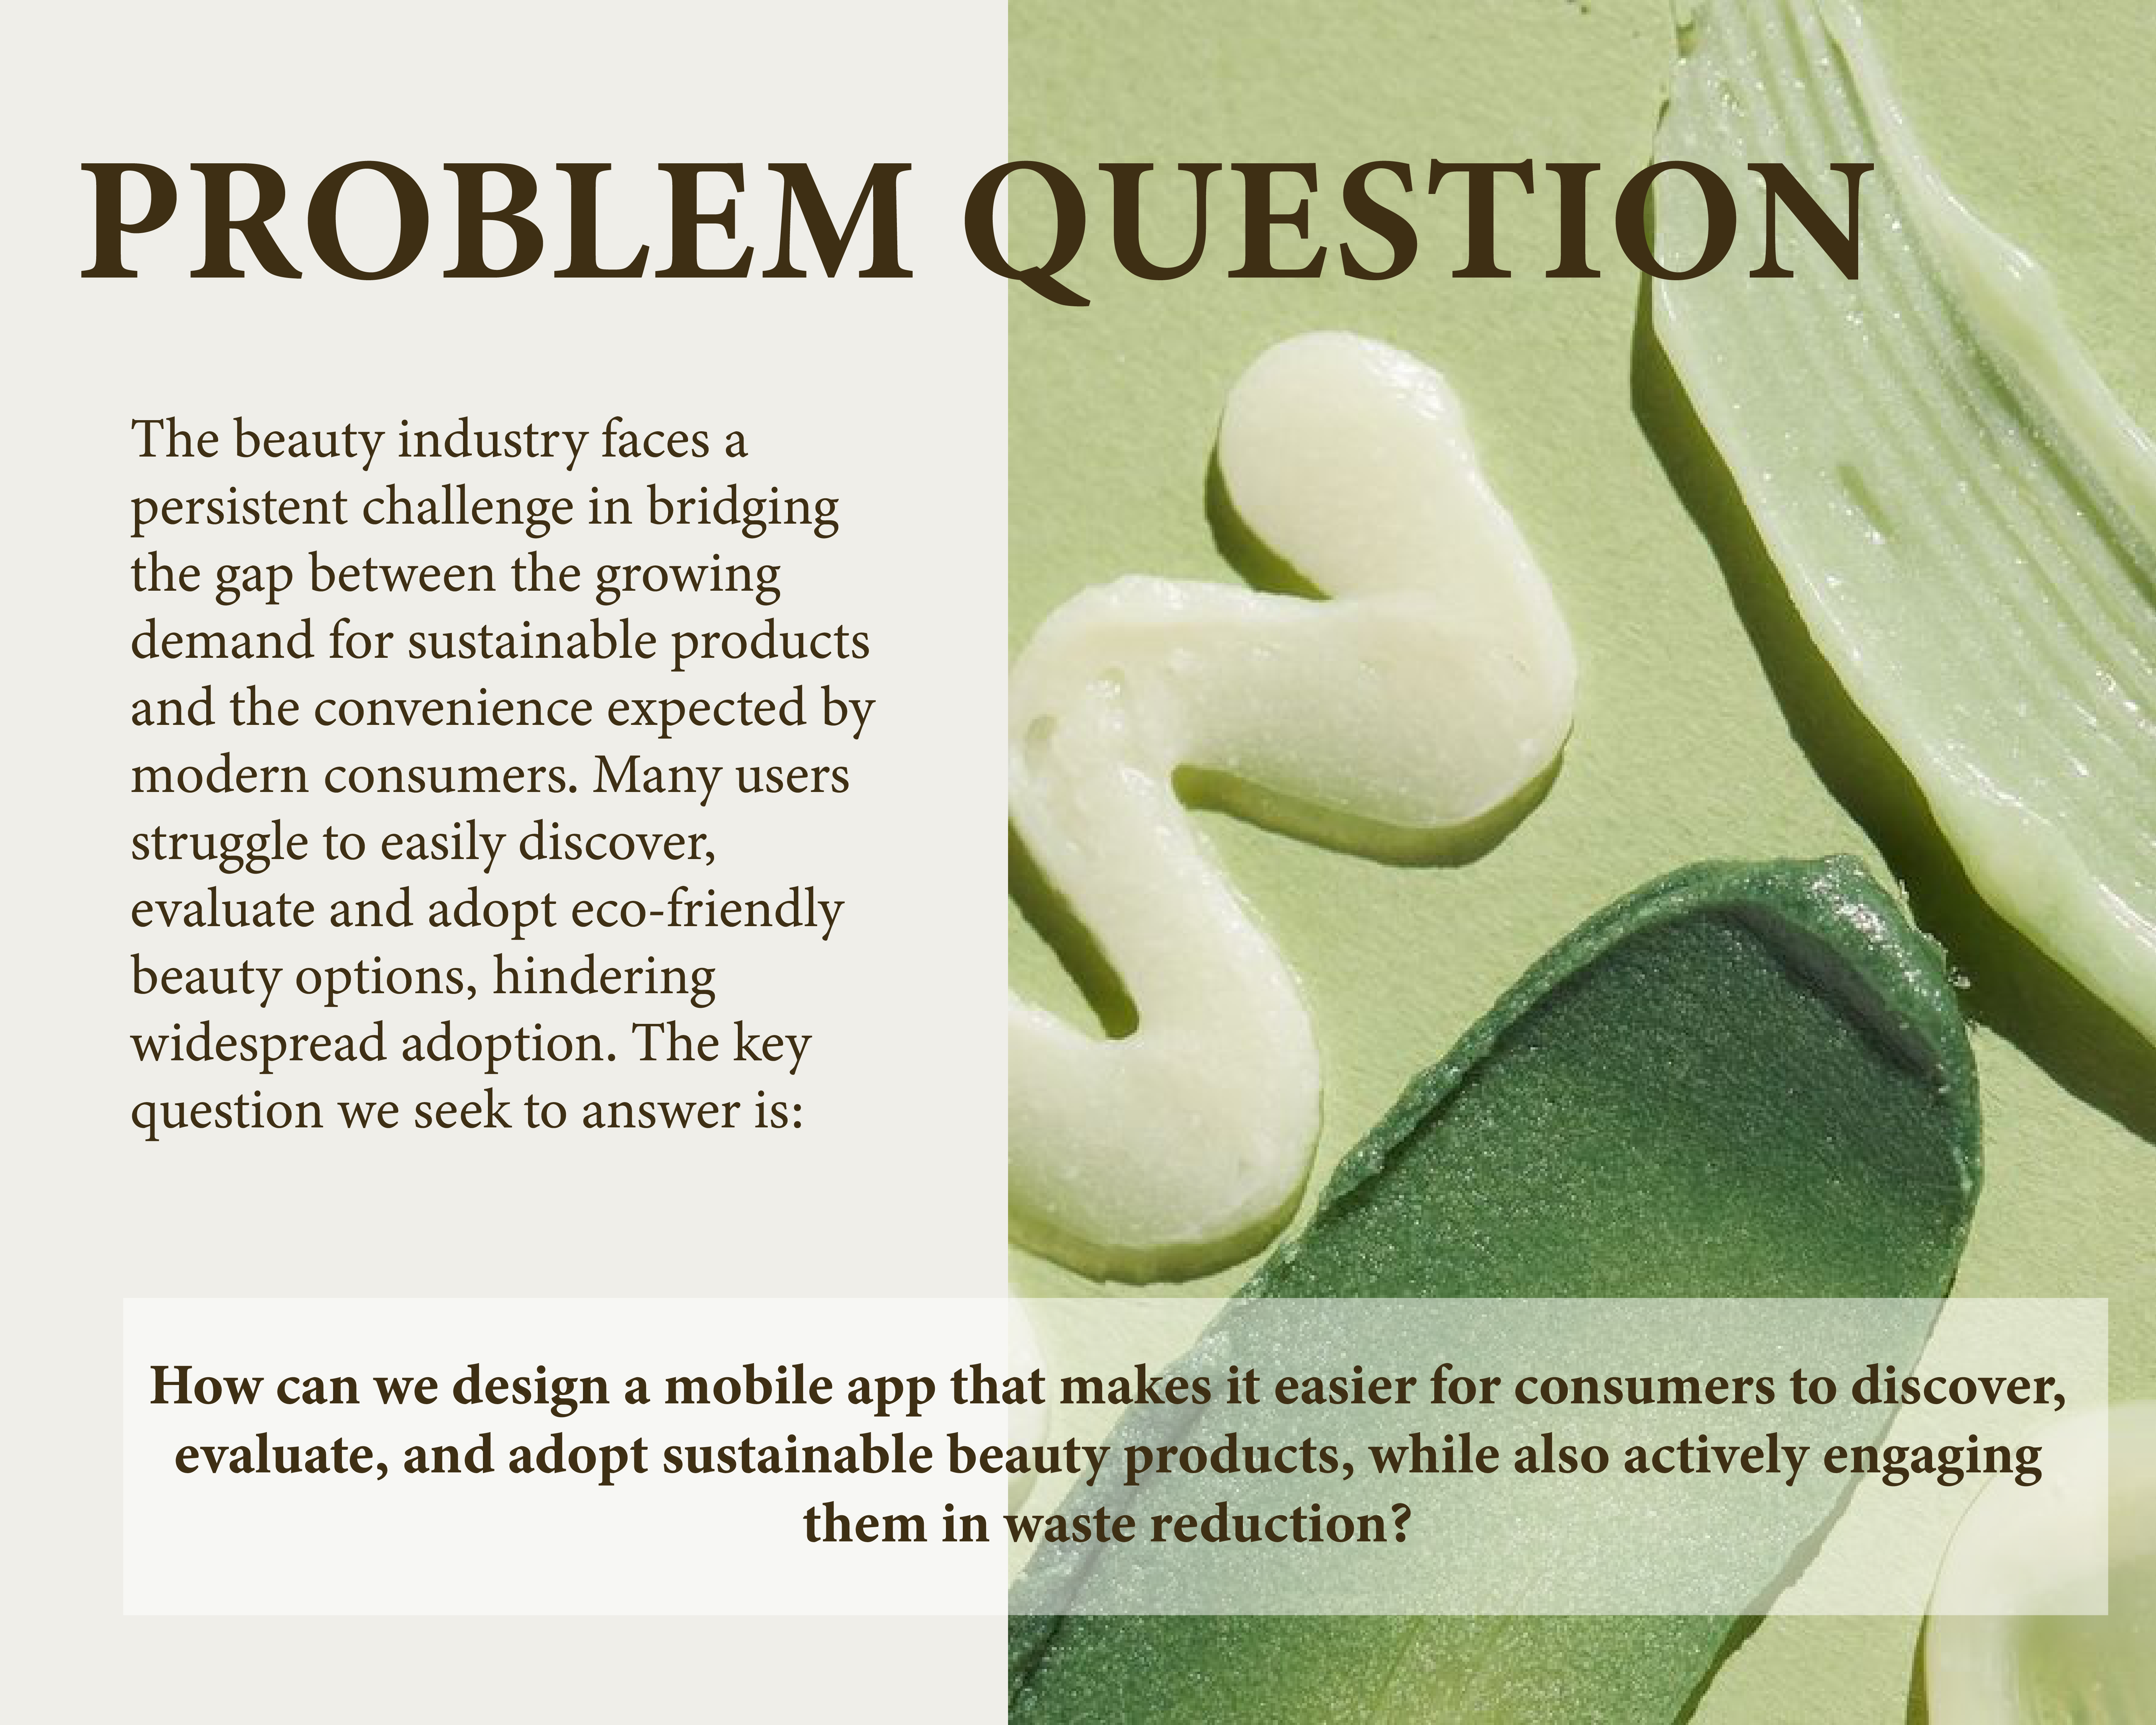 PROBLEM QUESTION
The beauty industry faces a
persistent challenge in bridging
the gap between the growing
demand for sustainable products
and the convenience expected by
modern consumers. Many users
struggle to easily discover,
evaluate and adopt eco-friendly
beauty options, hindering
widespread adoption. The key
question we seek to answer is:
How can we design a mobile app that makes it easier for consumers to discover,
evaluate, and adopt sustainable beauty products, while also actively engaging
them in waste reduction?